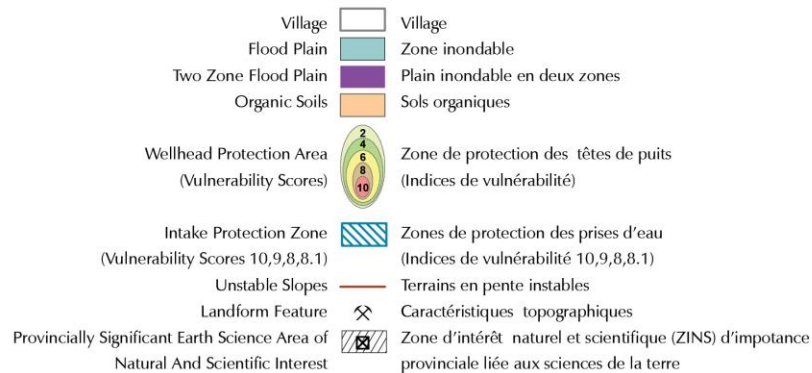 Village Village
Flood Plain Zone inondable
Two Zone Flood Plain Plain inondable en deux zones
Organic Soils Sols organiques
2
4
Wellhead Protection Area 6 Zone de protection des têtes de puits
(Vulnerability Scores) 8 (Indices de vulnérabilité)
10
Intake Protection Zone Zones de protection des prises d'eau
(Vulnerability Scores 10,9,8,8.1) (Indices de vulnérabilité 10,9,8,8.1)
Unstable Slopes Terrains en pente instables
Landform Feature Caractéristiques topographiques
Provincially Significant Earth Science Area of Zone d'intérêt naturel et scientifique (ZINS) d'impotance
Natural And Scientific Interest provinciale liée aux sciences de la terre